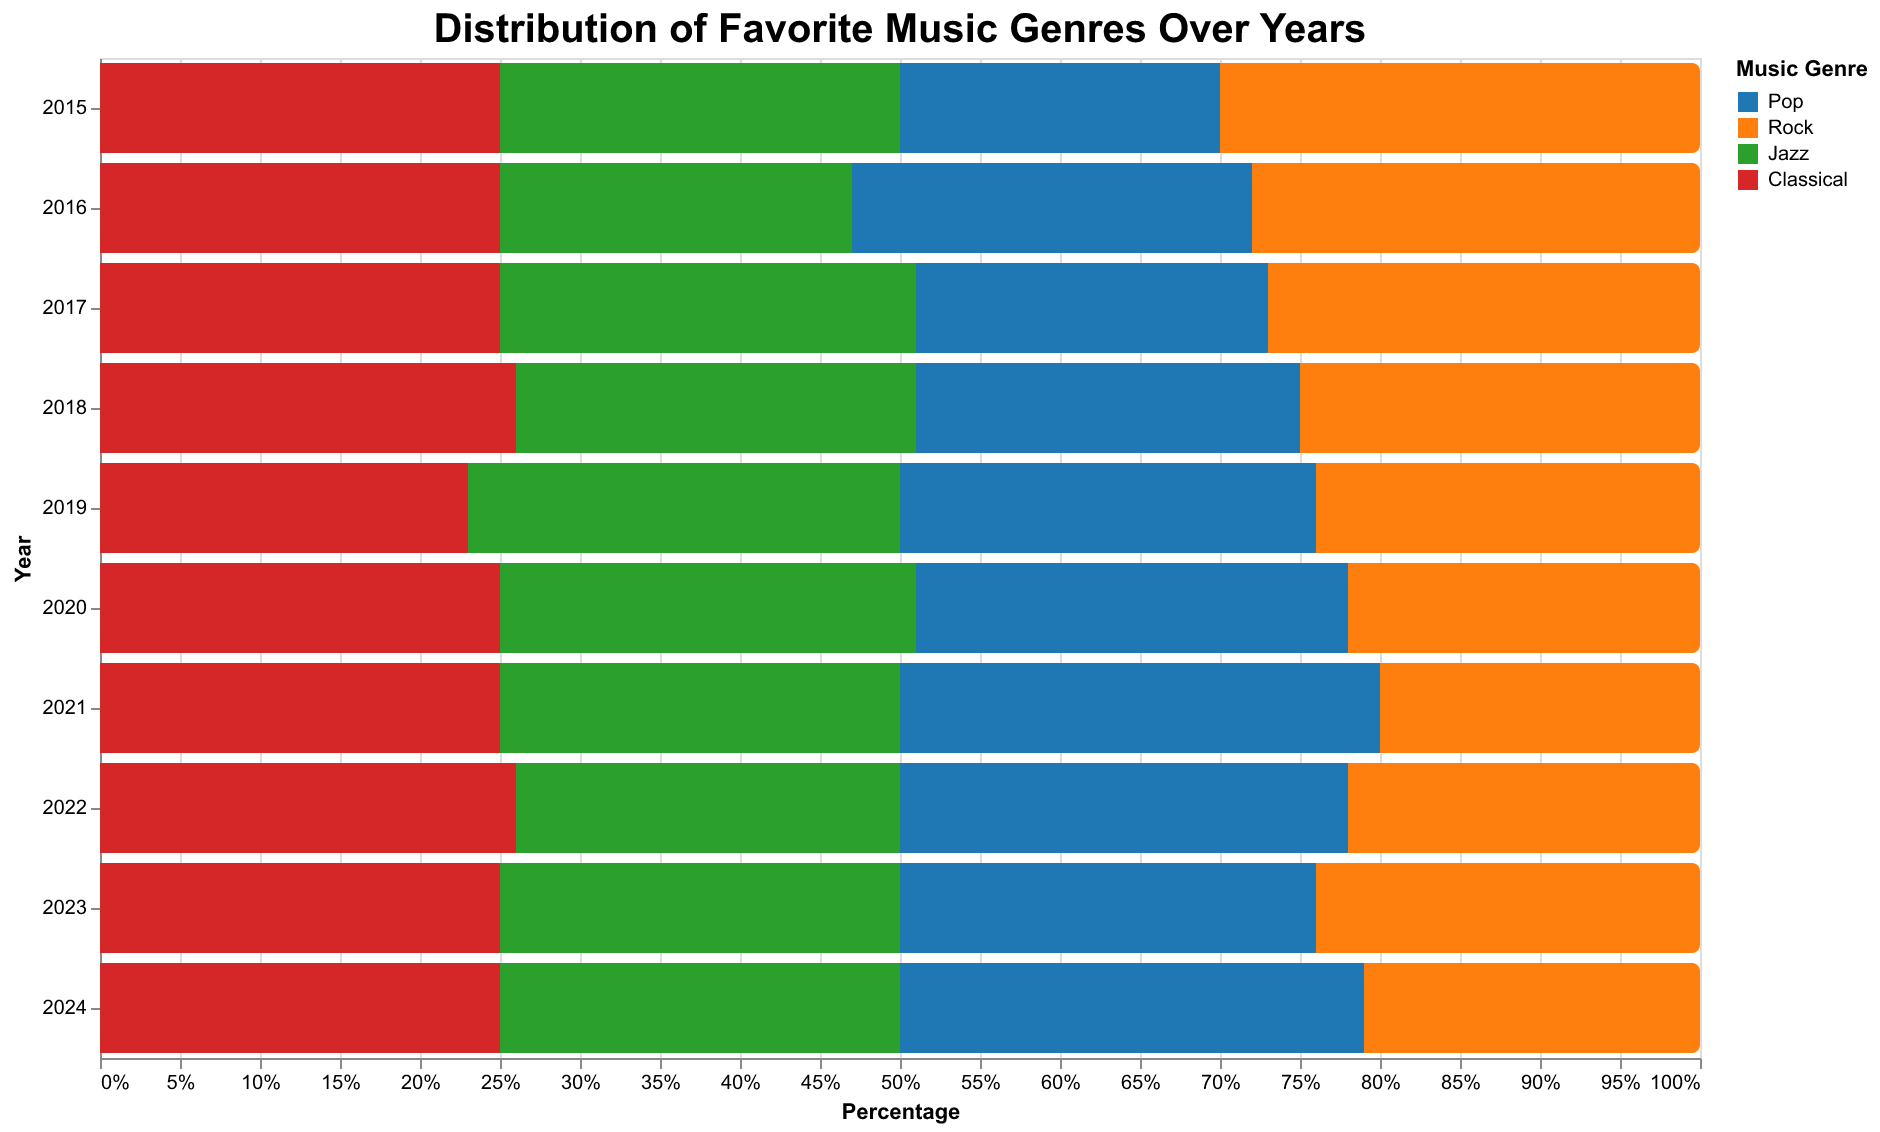 Distribution of Favorite Music Genres Over Years
Music Genre
Pop
Rock
Jazz
Classical
Year
2015
2016
2017
2018
2019
2020
2021
2022
2023
2024
0% 5% 10% 15% 20% 25% 30% 35% 40% 45% 50% 55% 60% 65% 70% 75% 80% 85% 90% 95% 100%
Percentage